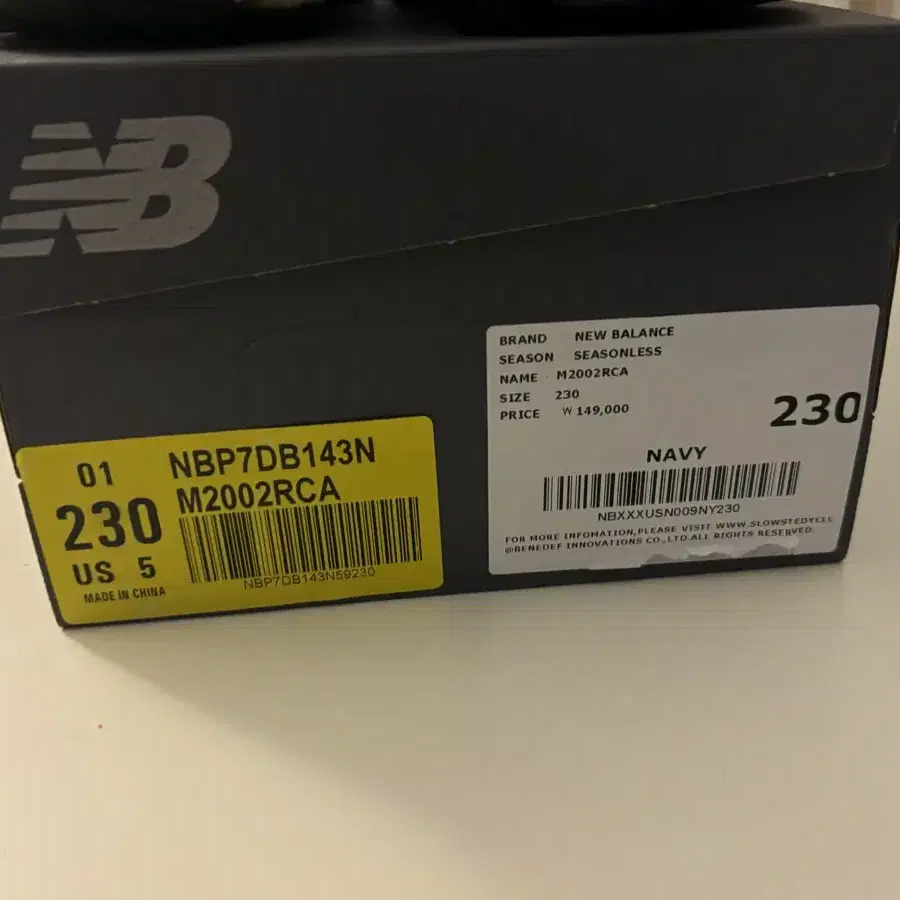 NB
01
230
US 5
MADE IN CHINA
NBP7DB143N
M2002RCA
NBP7DB143N59230
BRAND NEW BALANCE
SEASON SEASONLESS
NAME M2002RCA
SIZE 230
PRICE ₩149,000
230
NAVY
NBXXXUSN009NY230
FOR MORE INFOMATION,PLEASE VISIT WWW.SLOWSTEDYCLU
@BENEDEF INNOVATIONS CO.,LTD.ALL RIGHTS RESERVED.